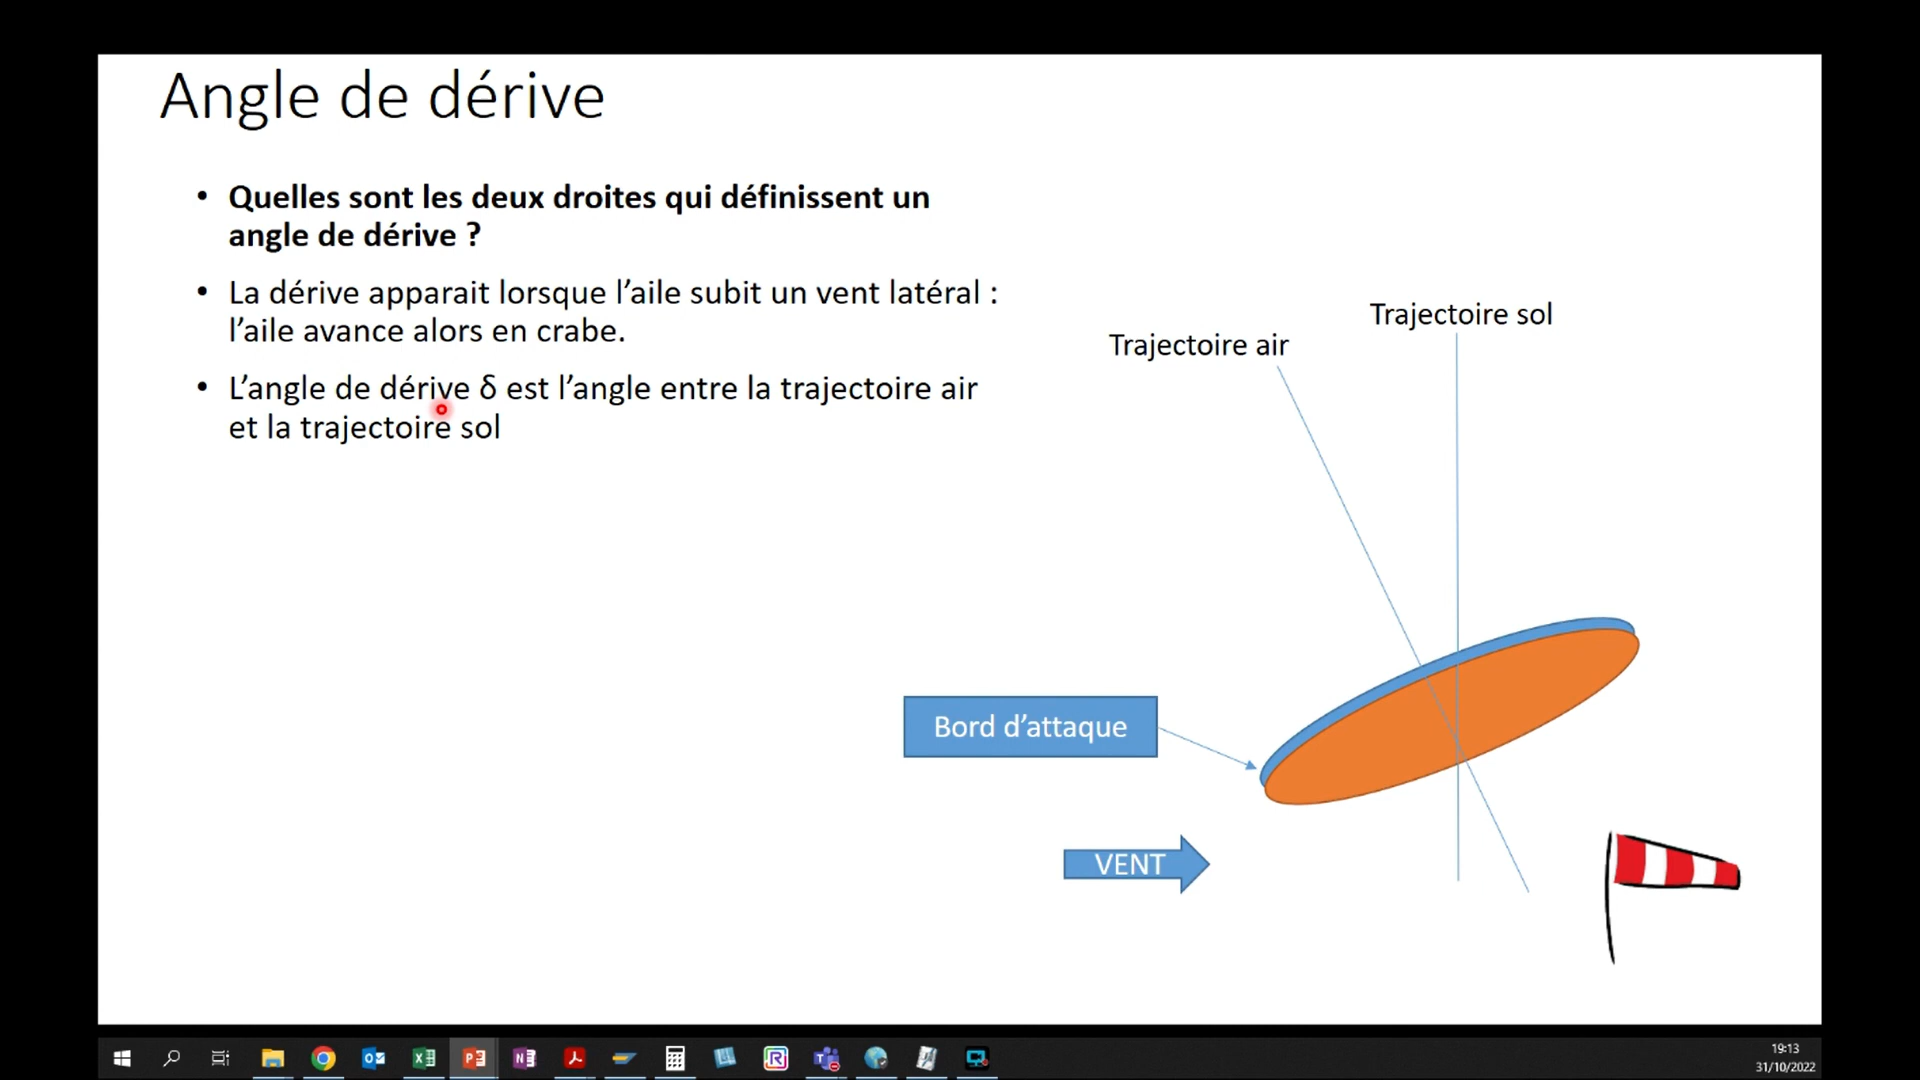 Angle de dérive
• Quelles sont les deux droites qui définissent un
angle de dérive ?
• La dérive apparait lorsque l’aile subit un vent latéral :
l’aile avance alors en crabe.
• L’angle de dérive δ est l’angle entre la trajectoire air
et la trajectoire sol
Trajectoire sol
Trajectoire air
Bord d’attaque
VENT
19:13
31/10/2022